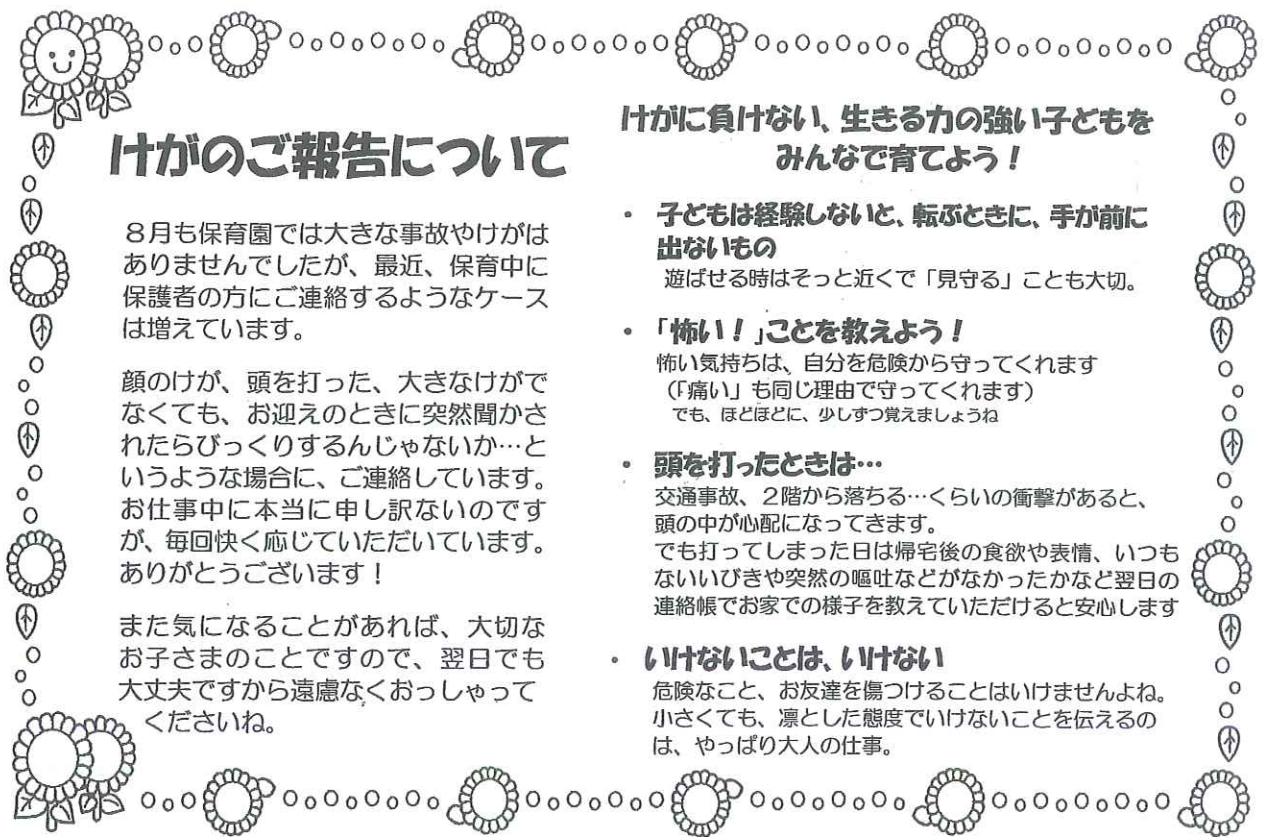 けがのご報告について
８月も保育園では大きな事故やけがは
ありませんでしたが、最近、保育中に
保護者の方にご連絡するようなケース
は増えています。
顔のけが、頭を打った、大きなけがで
なくても、お迎えのときに突然聞かさ
れたらびっくりするんじゃないか…と
いうような場合に、ご連絡しています。
お仕事中に本当に申し訳ないのです
が、毎回快く応じていただいています。
ありがとうございます！
また気になることがあれば、大切な
お子さまのことですので、翌日でも
大丈夫ですから遠慮なくおっしゃって
くださいね。
けがに負けない、生きる力の強い子どもを
みんなで育てよう！
・ 子どもは経験しないと、転ぶときに、手が前に
出ないもの
遊ばせる時はそっと近くで「見守る」ことも大切。
・ 「怖い！」ことを教えよう！
怖い気持ちは、自分を危険から守ってくれます
（「痛い」も同じ理由で守ってくれます）
でも、ほどほどに、少しずつ覚えましょうね
・ 頭を打ったときは…
交通事故、２階から落ちる…くらいの衝撃があると、
頭の中が心配になってきます。
でも打ってしまった日は帰宅後の食欲や表情、いつも
ないいびきや突然の嘔吐などがなかったかなど翌日の
連絡帳でお家での様子を教えていただけると安心します
・ いけないことは、いけない
危険なこと、お友達を傷つけることはいけませんよね。
小さくても、凛とした態度でいけないことを伝えるの
は、やっぱり大人の仕事。